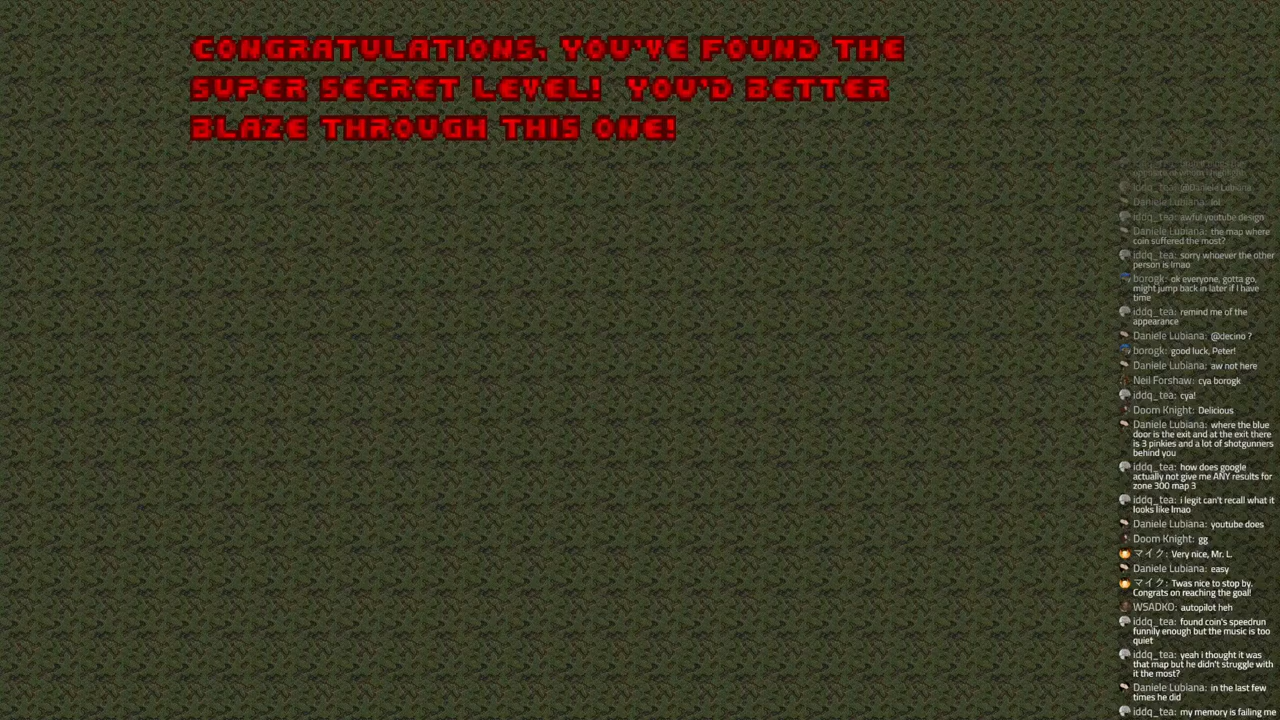 CONGRATULATIONS, YOU'VE FOUND THE
SUPER SECRET LEVEL! YOU'D BETTER
BLAZE THROUGH THIS ONE!
opposite of whom I highlight
iddq_tea: @Daniele Lubiana
Daniele Lubiana: lol
iddq_tea: awful youtube design
Daniele Lubiana: the map where
coin suffered the most?
iddq_tea: sorry whoever the other
person is lmao
borogk: ok everyone, gotta go,
might jump back in later if I have
time
iddq_tea: remind me of the
appearance
Daniele Lubiana: @decino ?
borogk: good luck, Peter!
Daniele Lubiana: aw not here
Neil Forshaw: cya borogk
iddq_tea: cya!
Doom Knight: Delicious
Daniele Lubiana: where the blue
door is the exit and at the exit there
is 3 pinkies and a lot of shotgunners
behind you
iddq_tea: how does google
actually not give me ANY results for
zone 300 map 3
iddq_tea: i legit can't recall what it
looks like lmao
Daniele Lubiana: youtube does
Doom Knight: gg
マイク: Very nice, Mr. L.
Daniele Lubiana: easy
マイク: Twas nice to stop by.
Congrats on reaching the goal!
WSADKO: autopilot heh
iddq_tea: found coin's speedrun
funnily enough but the music is too
quiet
iddq_tea: yeah i thought it was
that map but he didn't struggle with
it the most?
Daniele Lubiana: in the last few
times he did
iddq_tea: my memory is failing me